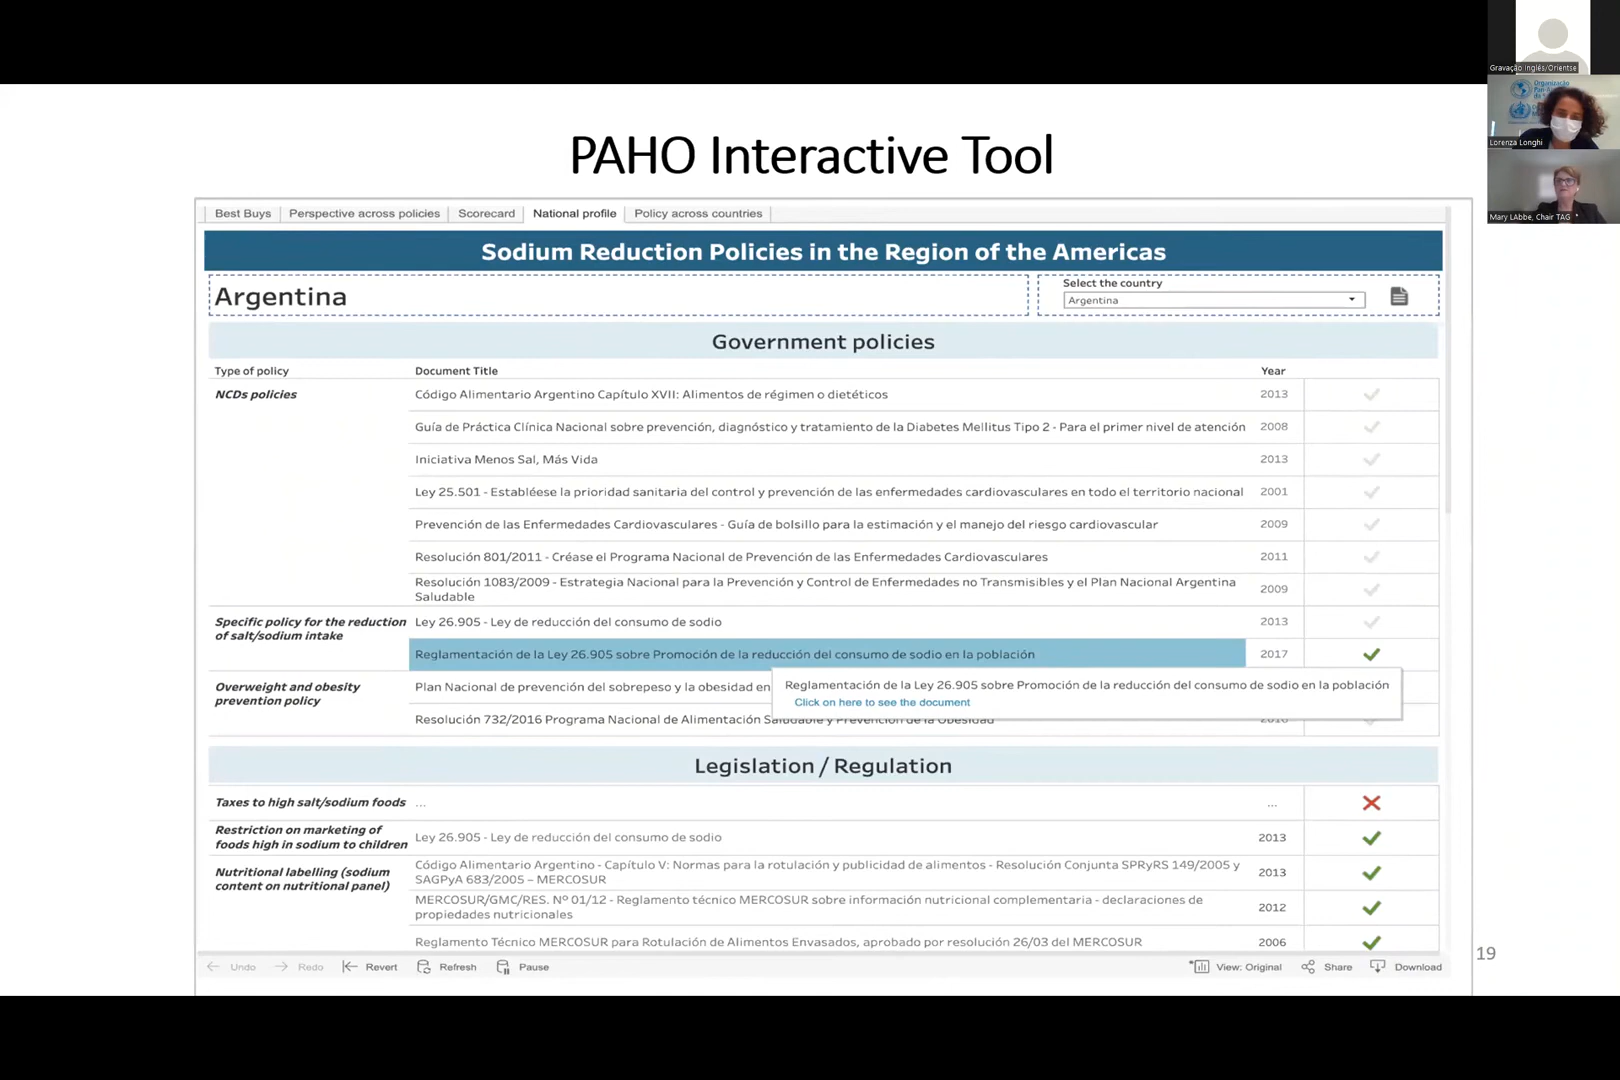 PAHO Interactive Tool
Best Buys
Perspective across policies
Scorecard
National profile
Policy across countries
Sodium Reduction Policies in the Region of the Americas
Argentina
Select the country
Argentina
Government policies
Type of policy
Document Title
Year
NCDs policies
Código Alimentario Argentino Capítulo XVII: Alimentos de régimen o dietéticos
2013
Guía de Práctica Clínica Nacional sobre prevención, diagnóstico y tratamiento de la Diabetes Mellitus Tipo 2 - Para el primer nivel de atención
2008
Iniciativa Menos Sal, Más Vida
2013
Ley 25.501 - Establéese la prioridad sanitaria del control y prevención de las enfermedades cardiovasculares en todo el territorio nacional
2001
Prevención de las Enfermedades Cardiovasculares - Guía de bolsillo para la estimación y el manejo del riesgo cardiovascular
2009
Resolución 801/2011 - Créase el Programa Nacional de Prevención de las Enfermedades Cardiovasculares
2011
Resolución 1083/2009 - Estrategia Nacional para la Prevención y Control de Enfermedades no Transmisibles y el Plan Nacional Argentina
Saludable
2009
Specific policy for the reduction
of salt/sodium intake
Ley 26.905 - Ley de reducción del consumo de sodio
2013
Reglamentación de la Ley 26.905 sobre Promoción de la reducción del consumo de sodio en la población
2017
Overweight and obesity
prevention policy
Plan Nacional de prevención del sobrepeso y la obesidad en
Reglamentación de la Ley 26.905 sobre Promoción de la reducción del consumo de sodio en la población
Click on here to see the document
Resolución 732/2016 Programa Nacional de Alimentación Saludable y Prevención de la Obesidad
2016
Legislation / Regulation
Taxes to high salt/sodium foods
...
...
Restriction on marketing of
foods high in sodium to children
Ley 26.905 - Ley de reducción del consumo de sodio
2013
Nutritional labelling (sodium
content on nutritional panel)
Código Alimentario Argentino - Capítulo V: Normas para la rotulación y publicidad de alimentos - Resolución Conjunta SPRyRS 149/2005 y
SAGPyA 683/2005 – MERCOSUR
2013
MERCOSUR/GMC/RES. Nº 01/12 - Reglamento técnico MERCOSUR sobre información nutricional complementaria - declaraciones de
propiedades nutricionales
2012
Reglamento Técnico MERCOSUR para Rotulación de Alimentos Envasados, aprobado por resolución 26/03 del MERCOSUR
2006
Undo
Redo
Revert
Refresh
Pause
View: Original
Share
Download
19
Gravação Inglés/Orientse
Organização
Lorenza Longhi
Mary LAbbe, Chair TAG